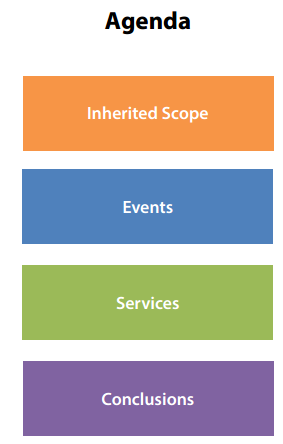 Agenda
Inherited Scope
Events
Services
Conclusions